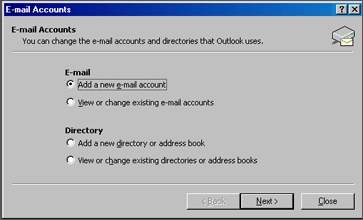 E-mail Accounts
E-mail Accounts
You can change the e-mail accounts and directories that Outlook uses.
E-mail
Add a new e-mail account
View or change existing e-mail accounts
Directory
Add a new directory or address book
View or change existing directories or address books
< Back
Next >
Close